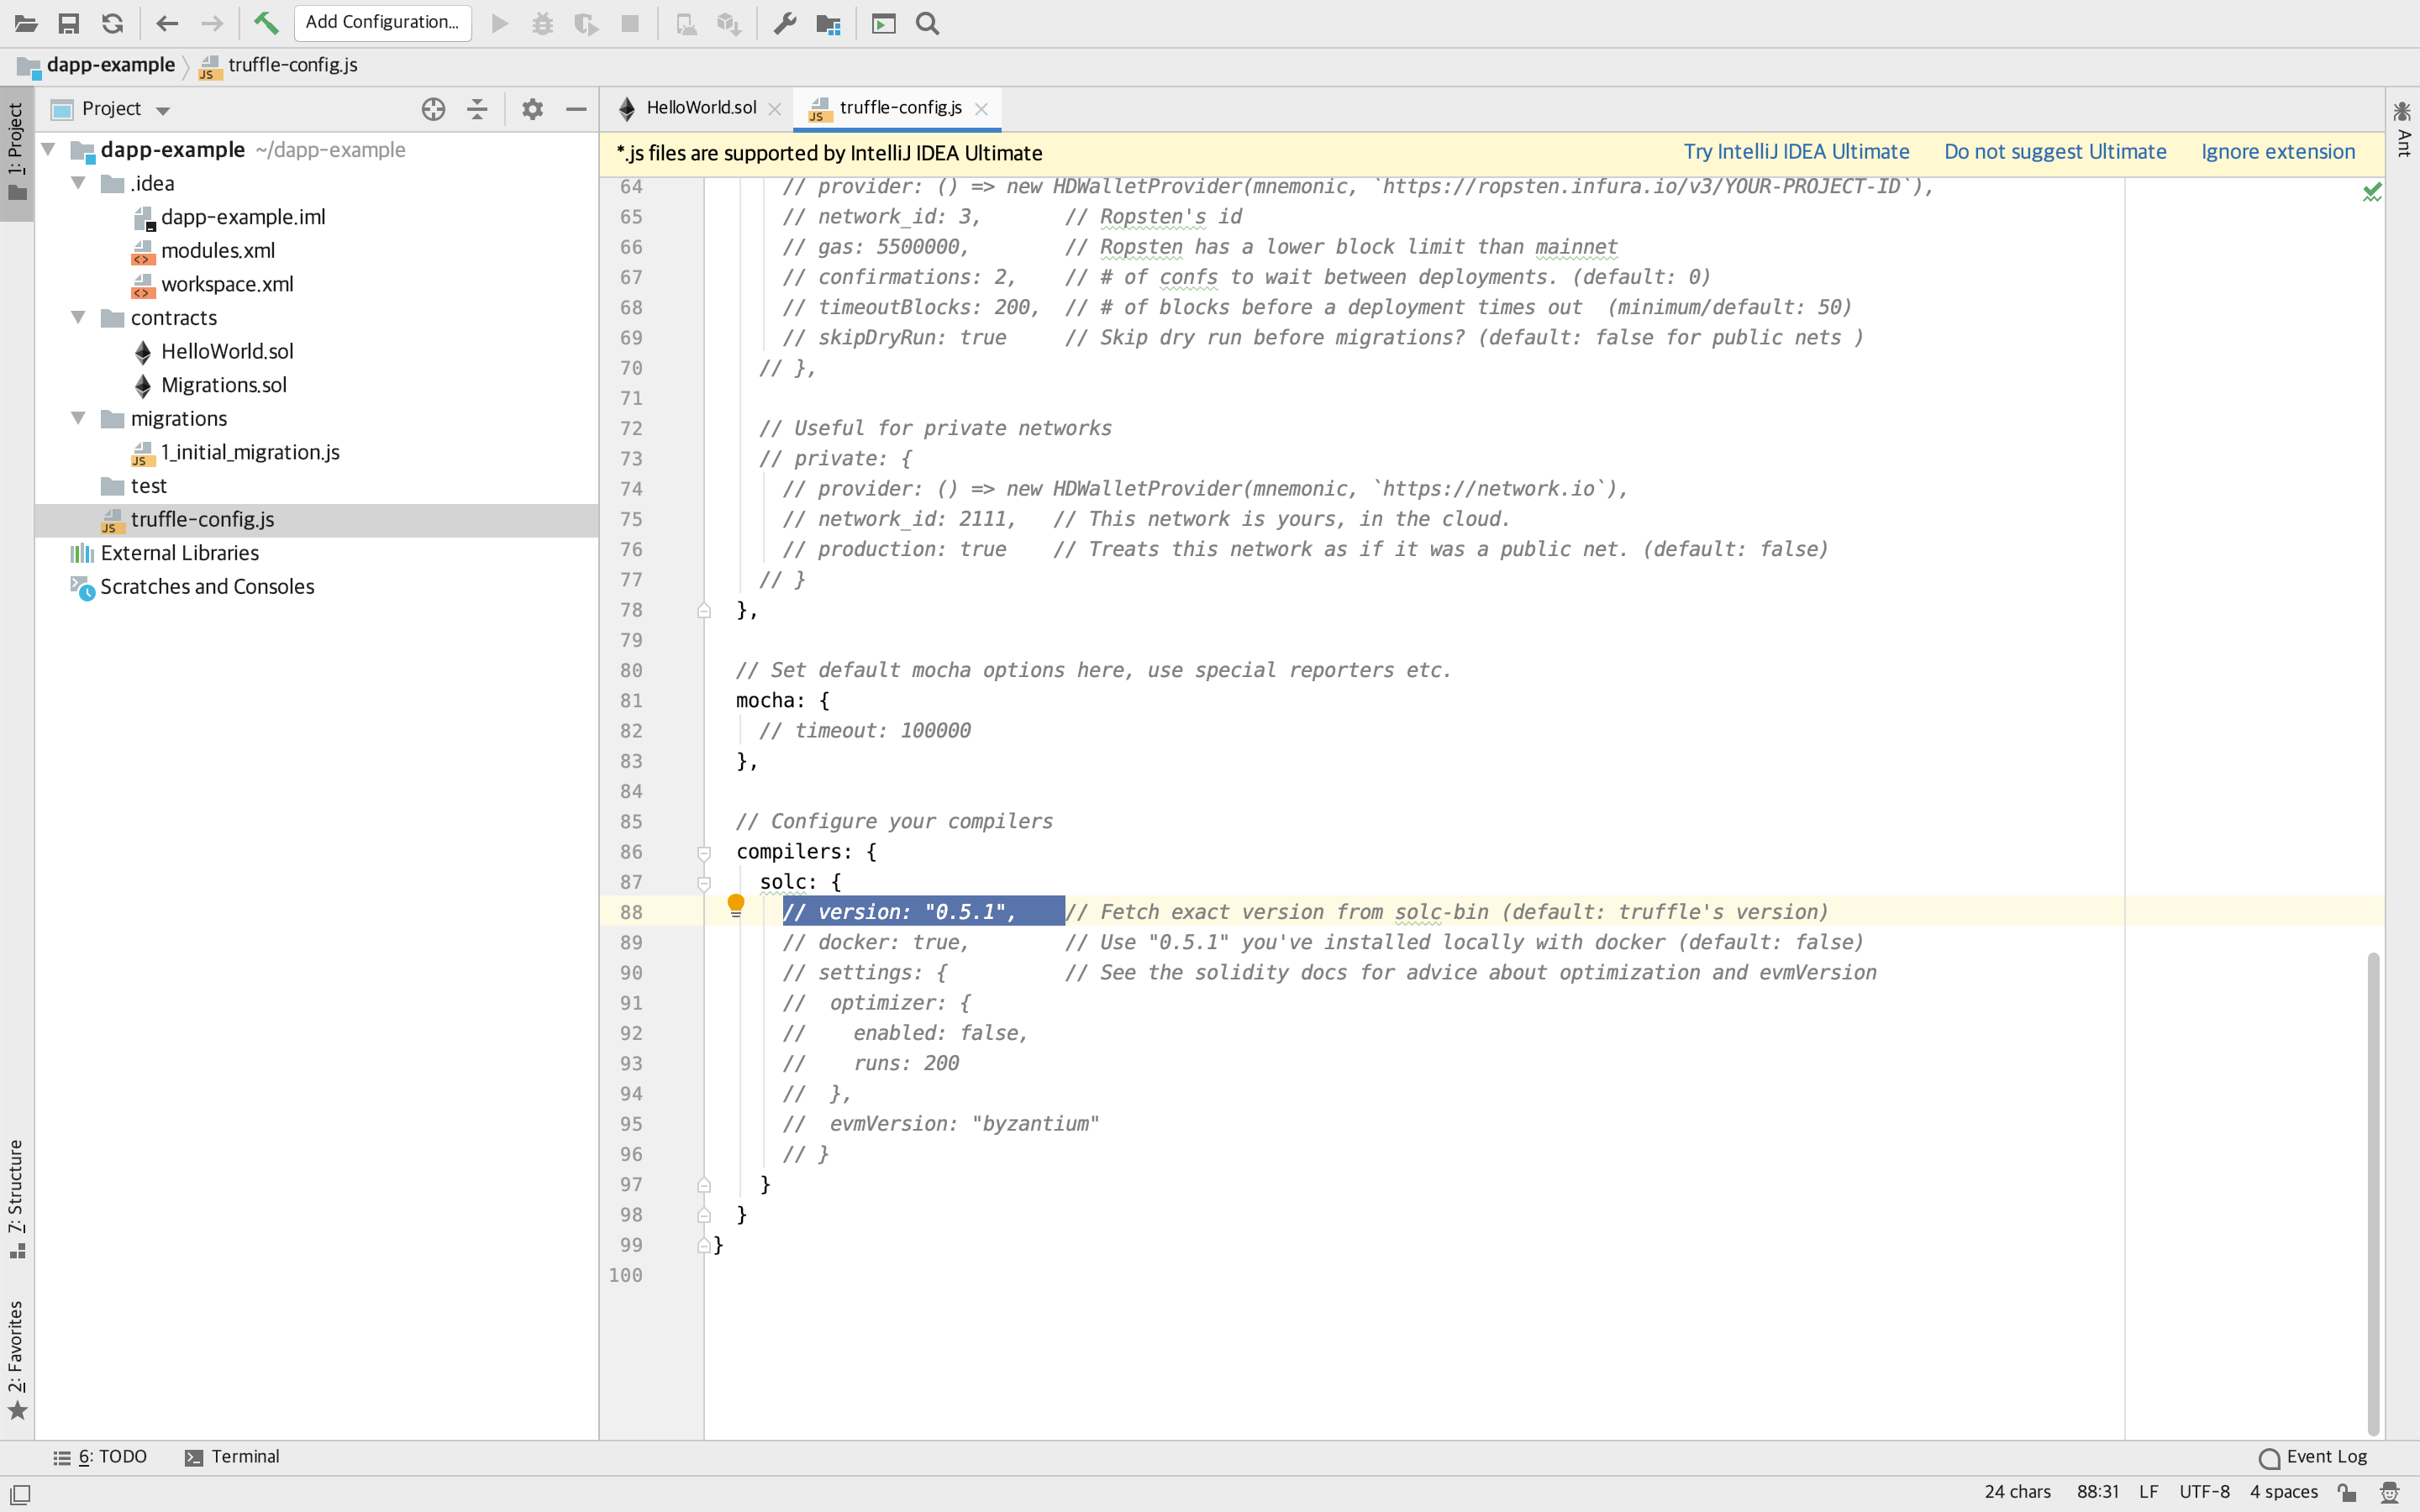 Add Configuration...
dapp-example
truffle-config.js
1: Project
Project
HelloWorld.sol
truffle-config.js
Ant
dapp-example ~/dapp-example
.idea
dapp-example.iml
modules.xml
workspace.xml
contracts
HelloWorld.sol
Migrations.sol
migrations
1_initial_migration.js
test
truffle-config.js
External Libraries
Scratches and Consoles
*.js files are supported by IntelliJ IDEA Ultimate
Try IntelliJ IDEA Ultimate
Do not suggest Ultimate
Ignore extension
64 // provider: () => new HDWalletProvider(mnemonic, `https://ropsten.infura.io/v3/YOUR-PROJECT-ID`),
65 // network_id: 3,       // Ropsten's id
66 // gas: 5500000,        // Ropsten has a lower block limit than mainnet
67 // confirmations: 2,    // # of confs to wait between deployments. (default: 0)
68 // timeoutBlocks: 200,  // # of blocks before a deployment times out  (minimum/default: 50)
69 // skipDryRun: true     // Skip dry run before migrations? (default: false for public nets )
70 // },
71
72 // Useful for private networks
73 // private: {
74 // provider: () => new HDWalletProvider(mnemonic, `https://network.io`),
75 // network_id: 2111,   // This network is yours, in the cloud.
76 // production: true    // Treats this network as if it was a public net. (default: false)
77 // }
78 },
79
80 // Set default mocha options here, use special reporters etc.
81 mocha: {
82 // timeout: 100000
83 },
84
85 // Configure your compilers
86 compilers: {
87 solc: {
88 // version: "0.5.1",    // Fetch exact version from solc-bin (default: truffle's version)
89 // docker: true,        // Use "0.5.1" you've installed locally with docker (default: false)
90 // settings: {          // See the solidity docs for advice about optimization and evmVersion
91 //  optimizer: {
92 //    enabled: false,
93 //    runs: 200
94 //  },
95 //  evmVersion: "byzantium"
96 // }
97 }
98 }
99 }
100
7: Structure
2: Favorites
6: TODO
Terminal
Event Log
24 chars
88:31
LF
UTF-8
4 spaces